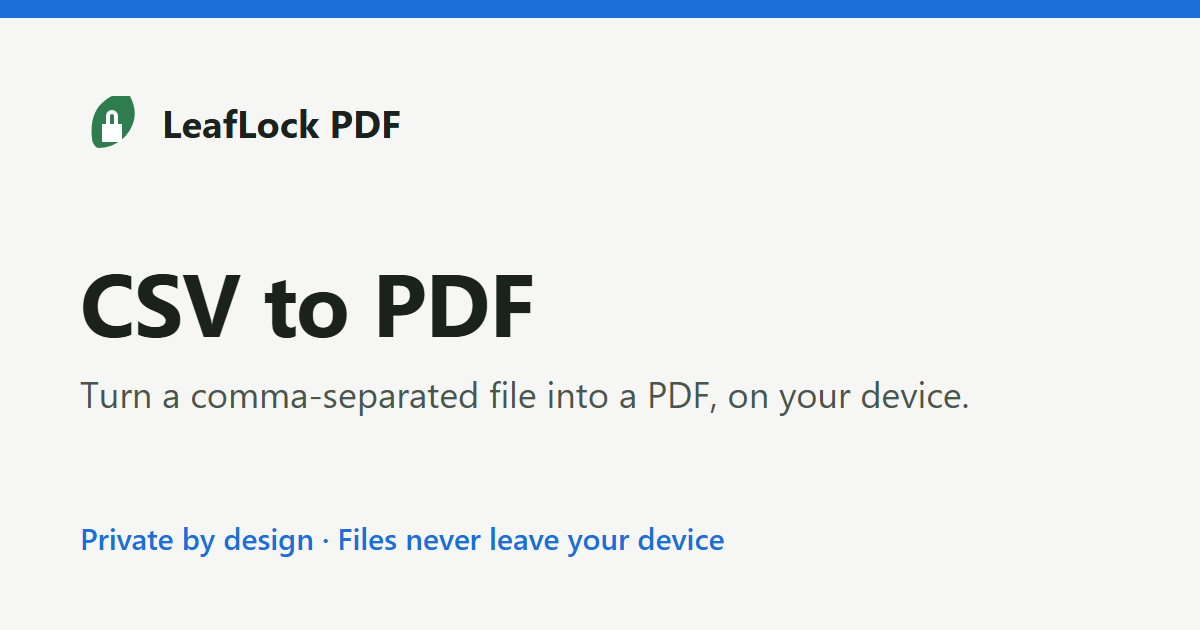 LeafLock PDF
CSV to PDF
Turn a comma-separated file into a PDF, on your device.
Private by design · Files never leave your device